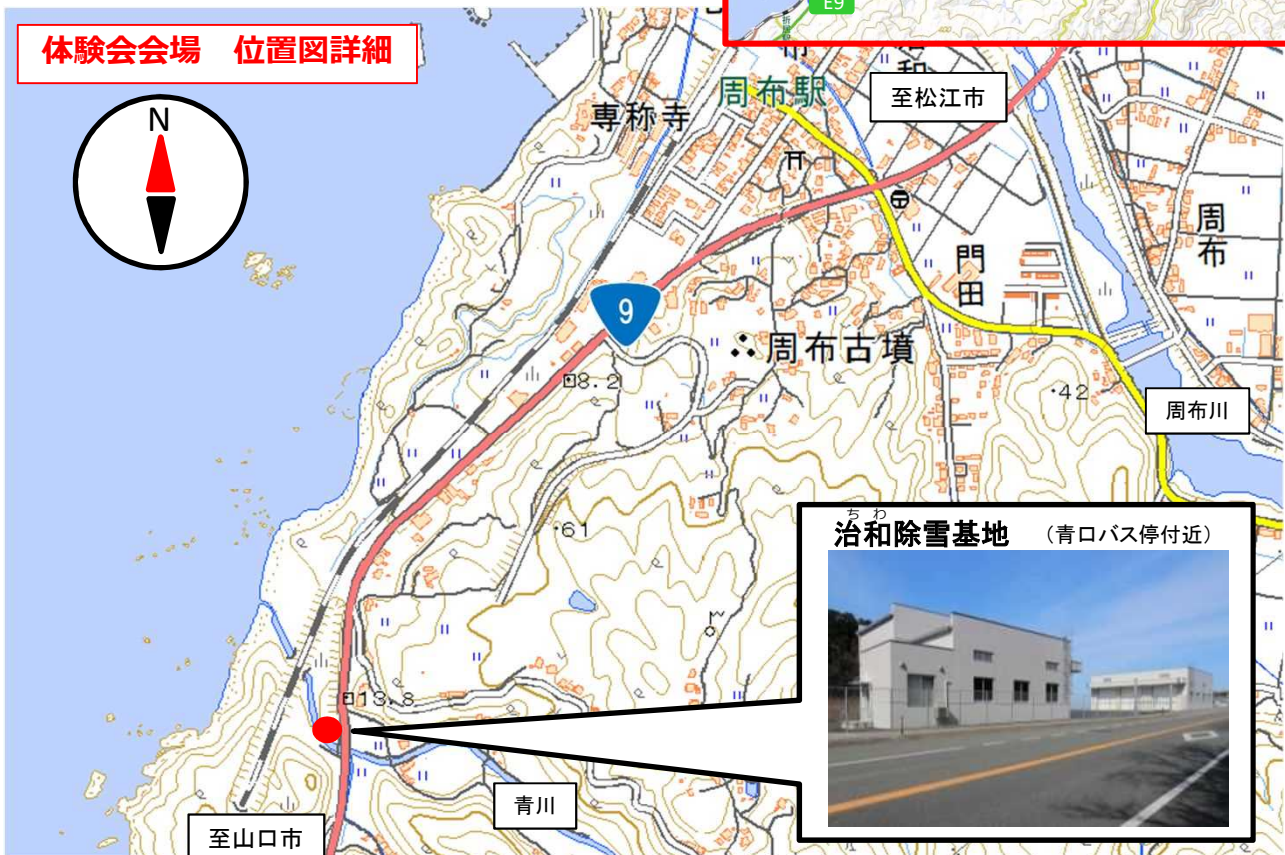 E9
折居駅
体験会会場 位置図詳細
N
周布駅
至松江市
専称寺
周布
門田
9
周布古墳
8.2
・42
周布川
・61
ちわ
治和除雪基地 (青口バス停付近)
13.8
青川
至山口市